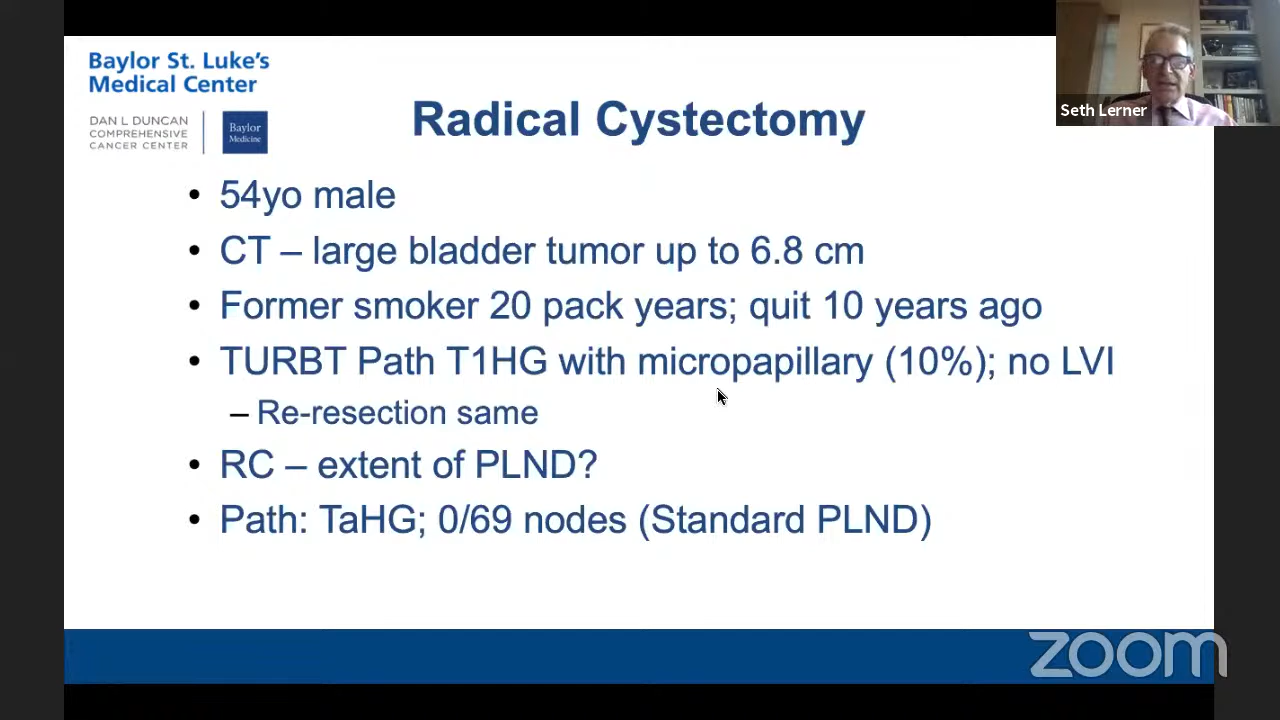 Baylor St. Luke's
Medical Center
DAN L DUNCAN
COMPREHENSIVE
CANCER CENTER
Baylor
Medicine
Radical Cystectomy
Seth Lerner
• 54yo male
• CT – large bladder tumor up to 6.8 cm
• Former smoker 20 pack years; quit 10 years ago
• TURBT Path T1HG with micropapillary (10%); no LVI
– Re-resection same
• RC – extent of PLND?
• Path: TaHG; 0/69 nodes (Standard PLND)
zoom